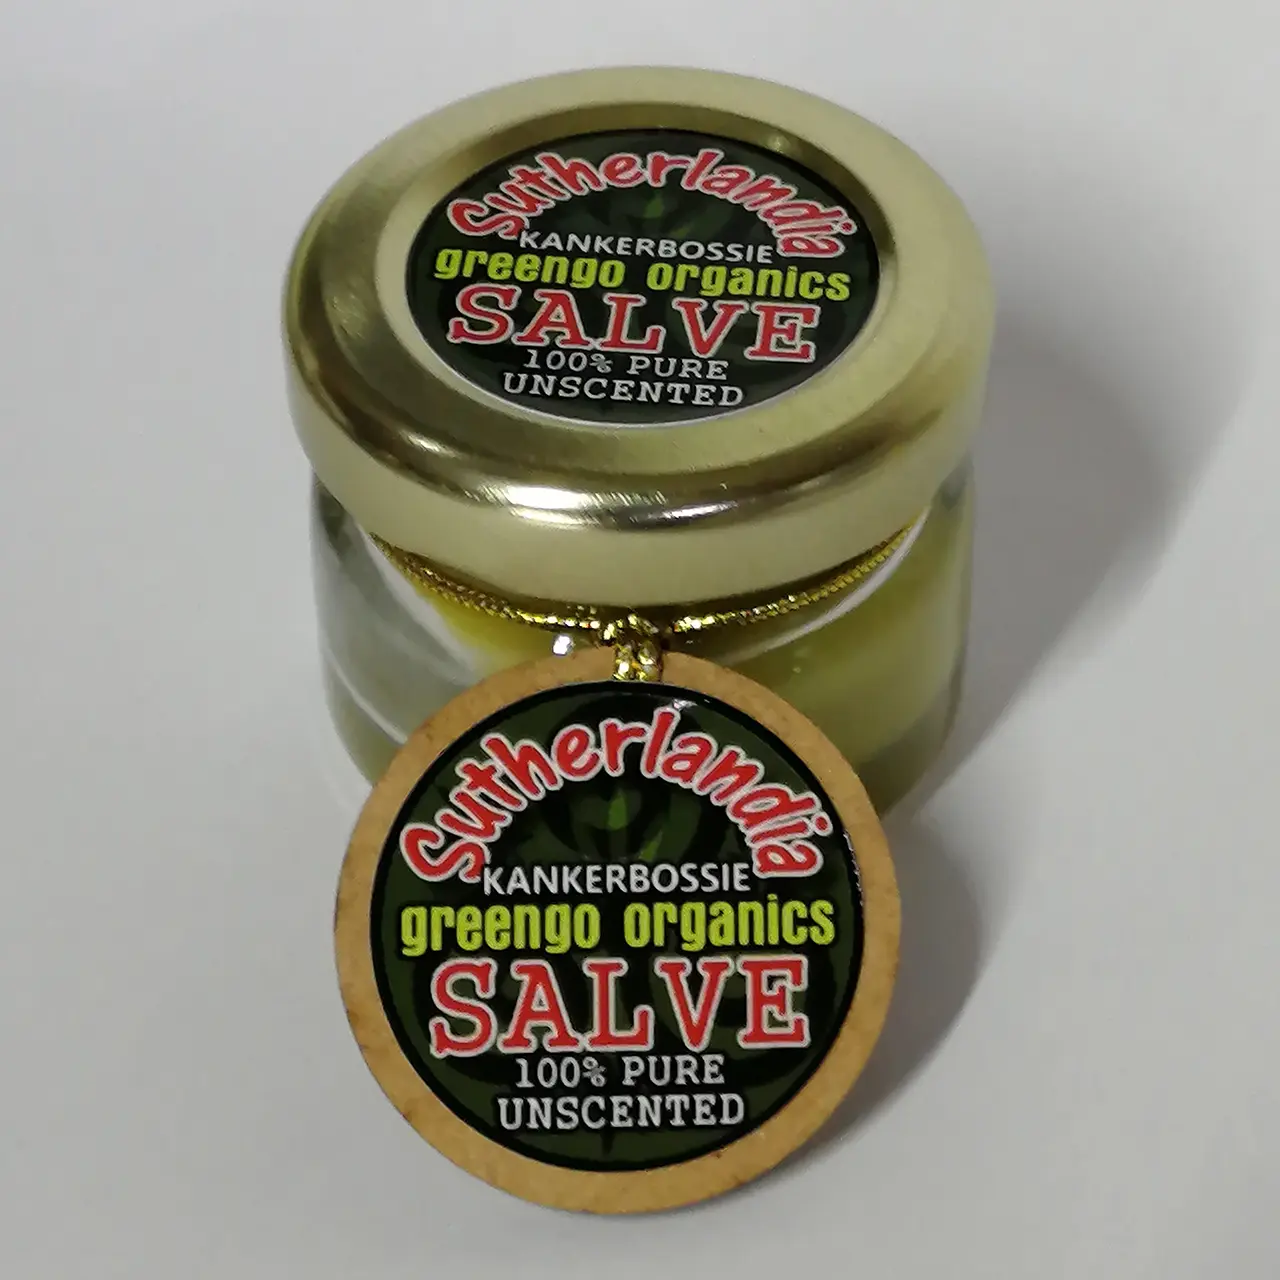 Sutherlandia
KANKERBOSSIE
greengo organics
SALVE
100% PURE
UNSCENTED
Sutherlandia
KANKERBOSSIE
greengo organics
SALVE
100% PURE
UNSCENTED